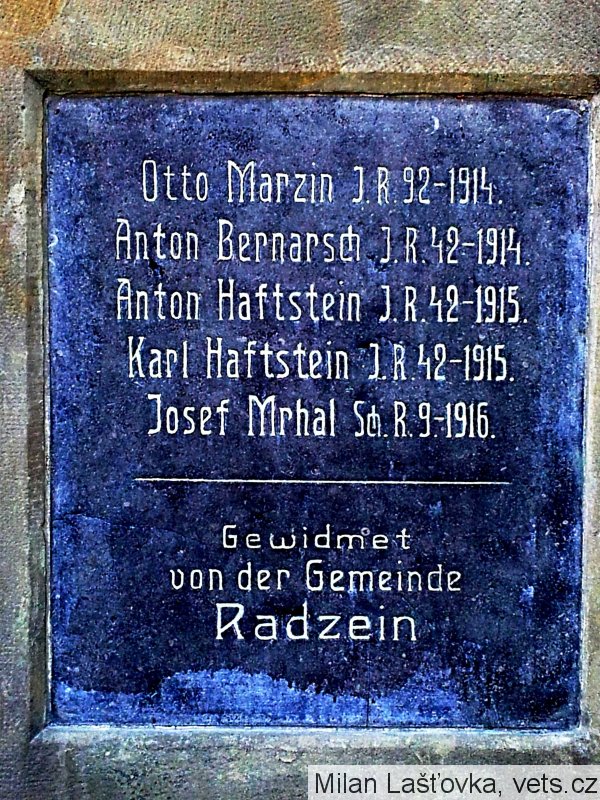 Otto Marzin J.R. 92-1914.
Anton Bernarsch J.R. 42-1914.
Anton Haftstein J.R. 42-1915.
Karl Haftstein J.R. 42-1915.
Josef Mrhal Sch. R. 9-1916.
Gewidmet
von der Gemeinde
Radzein
Milan Lašťovka, vets.cz